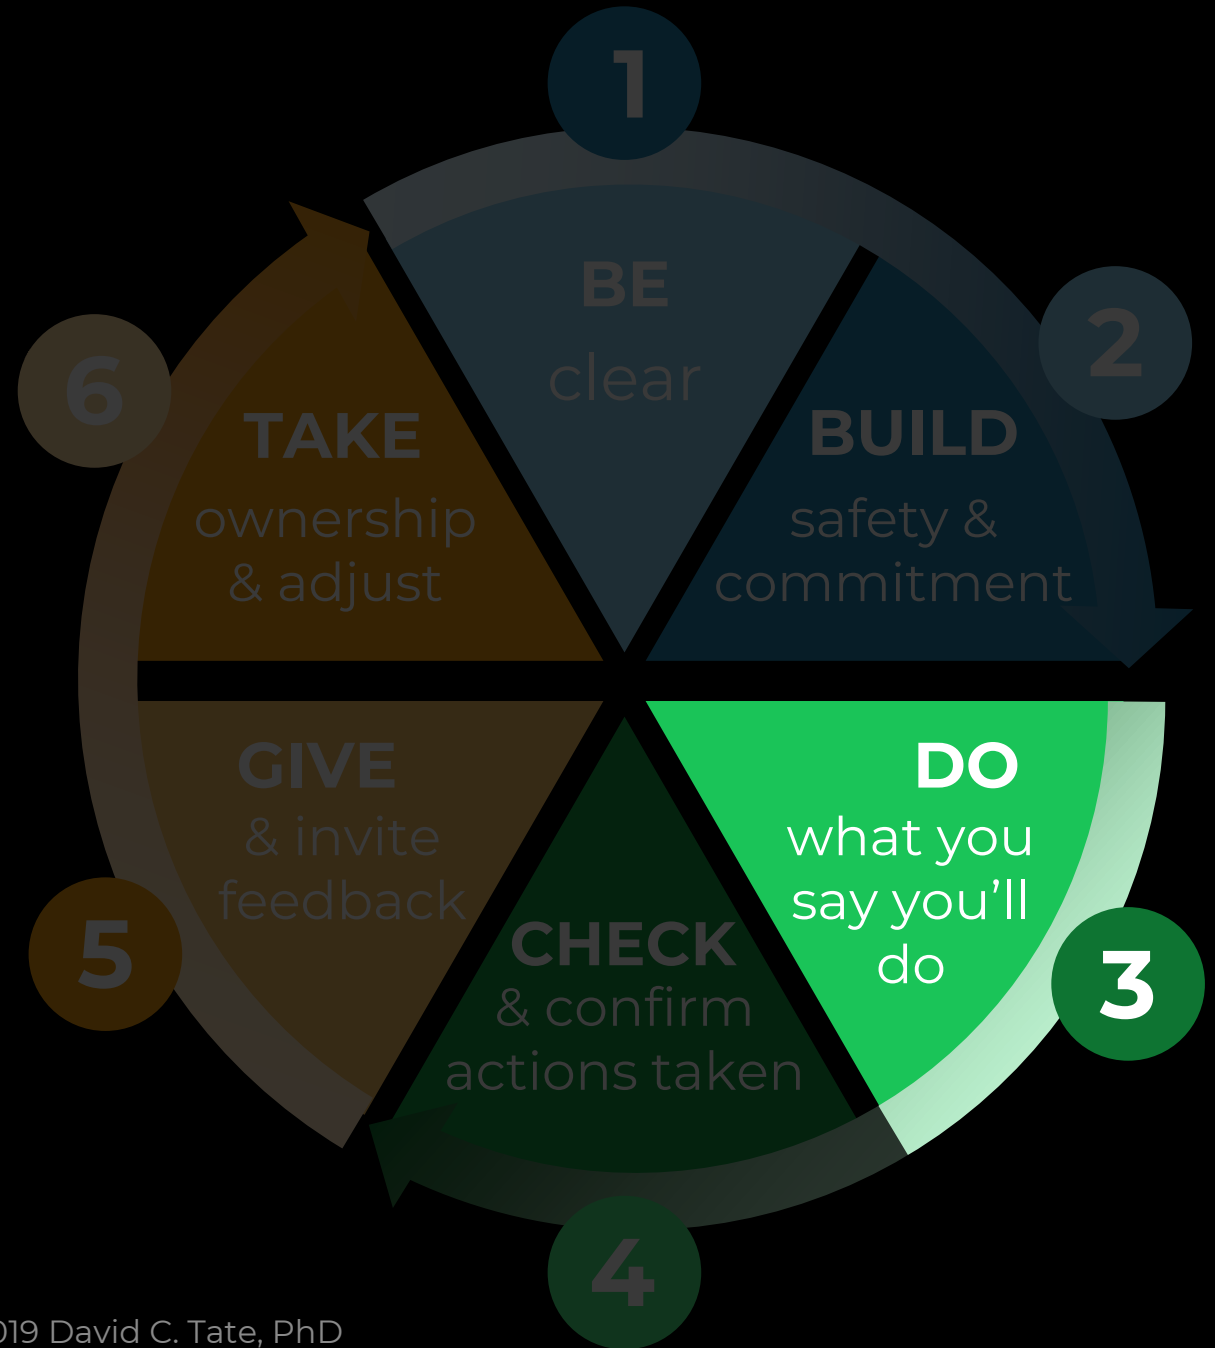 1
BE
clear
2
BUILD
safety &
commitment
3
DO
what you
say you'll
do
4
CHECK
& confirm
actions taken
5
GIVE
& invite
feedback
6
TAKE
ownership
& adjust
019 David C. Tate, PhD